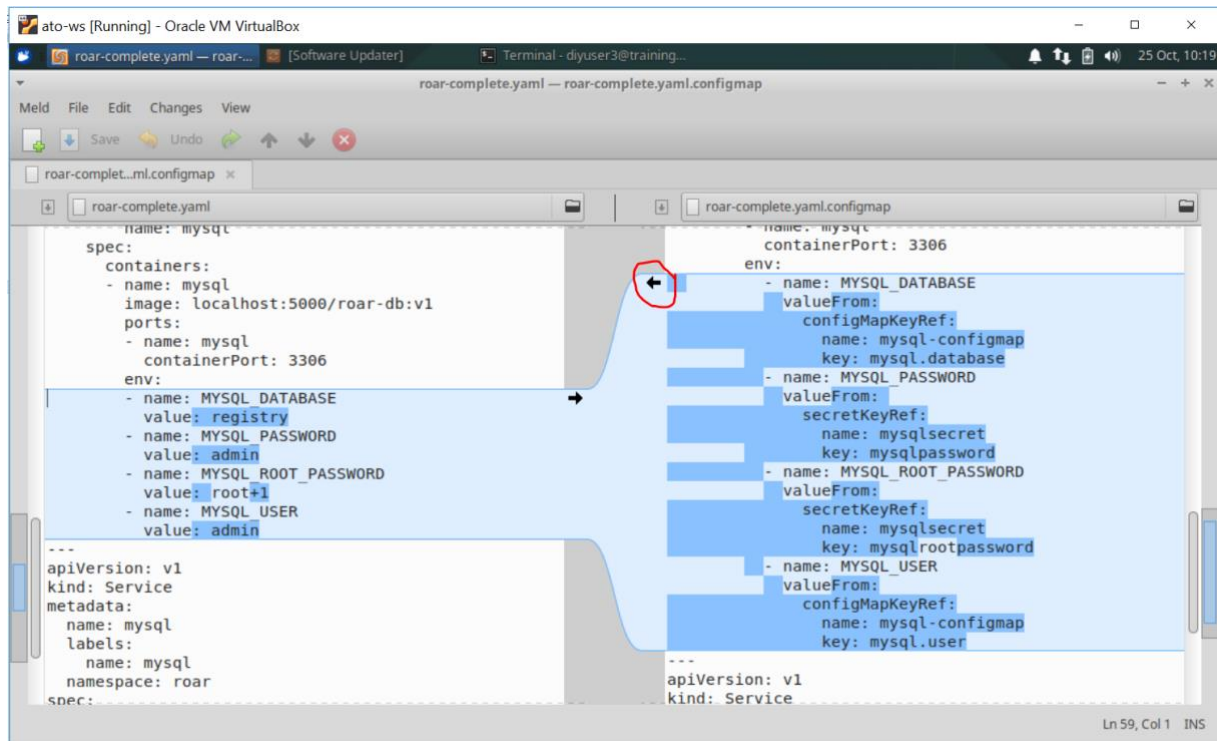 ato-ws [Running] - Oracle VM VirtualBox
roar-complete.yaml — roar-... [Software Updater] Terminal - diyuser3@training... 25 Oct, 10:19
roar-complete.yaml — roar-complete.yaml.configmap
Meld File Edit Changes View
Save Undo
roar-complet...ml.configmap
roar-complete.yaml
name: mysql
spec:
containers:
- name: mysql
image: localhost:5000/roar-db:v1
ports:
- name: mysql
containerPort: 3306
env:
- name: MYSQL_DATABASE
value: registry
- name: MYSQL_PASSWORD
value: admin
- name: MYSQL_ROOT_PASSWORD
value: root+1
- name: MYSQL_USER
value: admin
---
apiVersion: v1
kind: Service
metadata:
name: mysql
labels:
name: mysql
namespace: roar
spec:
roar-complete.yaml.configmap
- name: mysql
containerPort: 3306
env:
- name: MYSQL_DATABASE
valueFrom:
configMapKeyRef:
name: mysql-configmap
key: mysql.database
- name: MYSQL_PASSWORD
valueFrom:
secretKeyRef:
name: mysqlsecret
key: mysqlpassword
- name: MYSQL_ROOT_PASSWORD
valueFrom:
secretKeyRef:
name: mysqlsecret
key: mysqlrootpassword
- name: MYSQL_USER
valueFrom:
configMapKeyRef:
name: mysql-configmap
key: mysql.user
---
apiVersion: v1
kind: Service
Ln 59, Col 1 INS